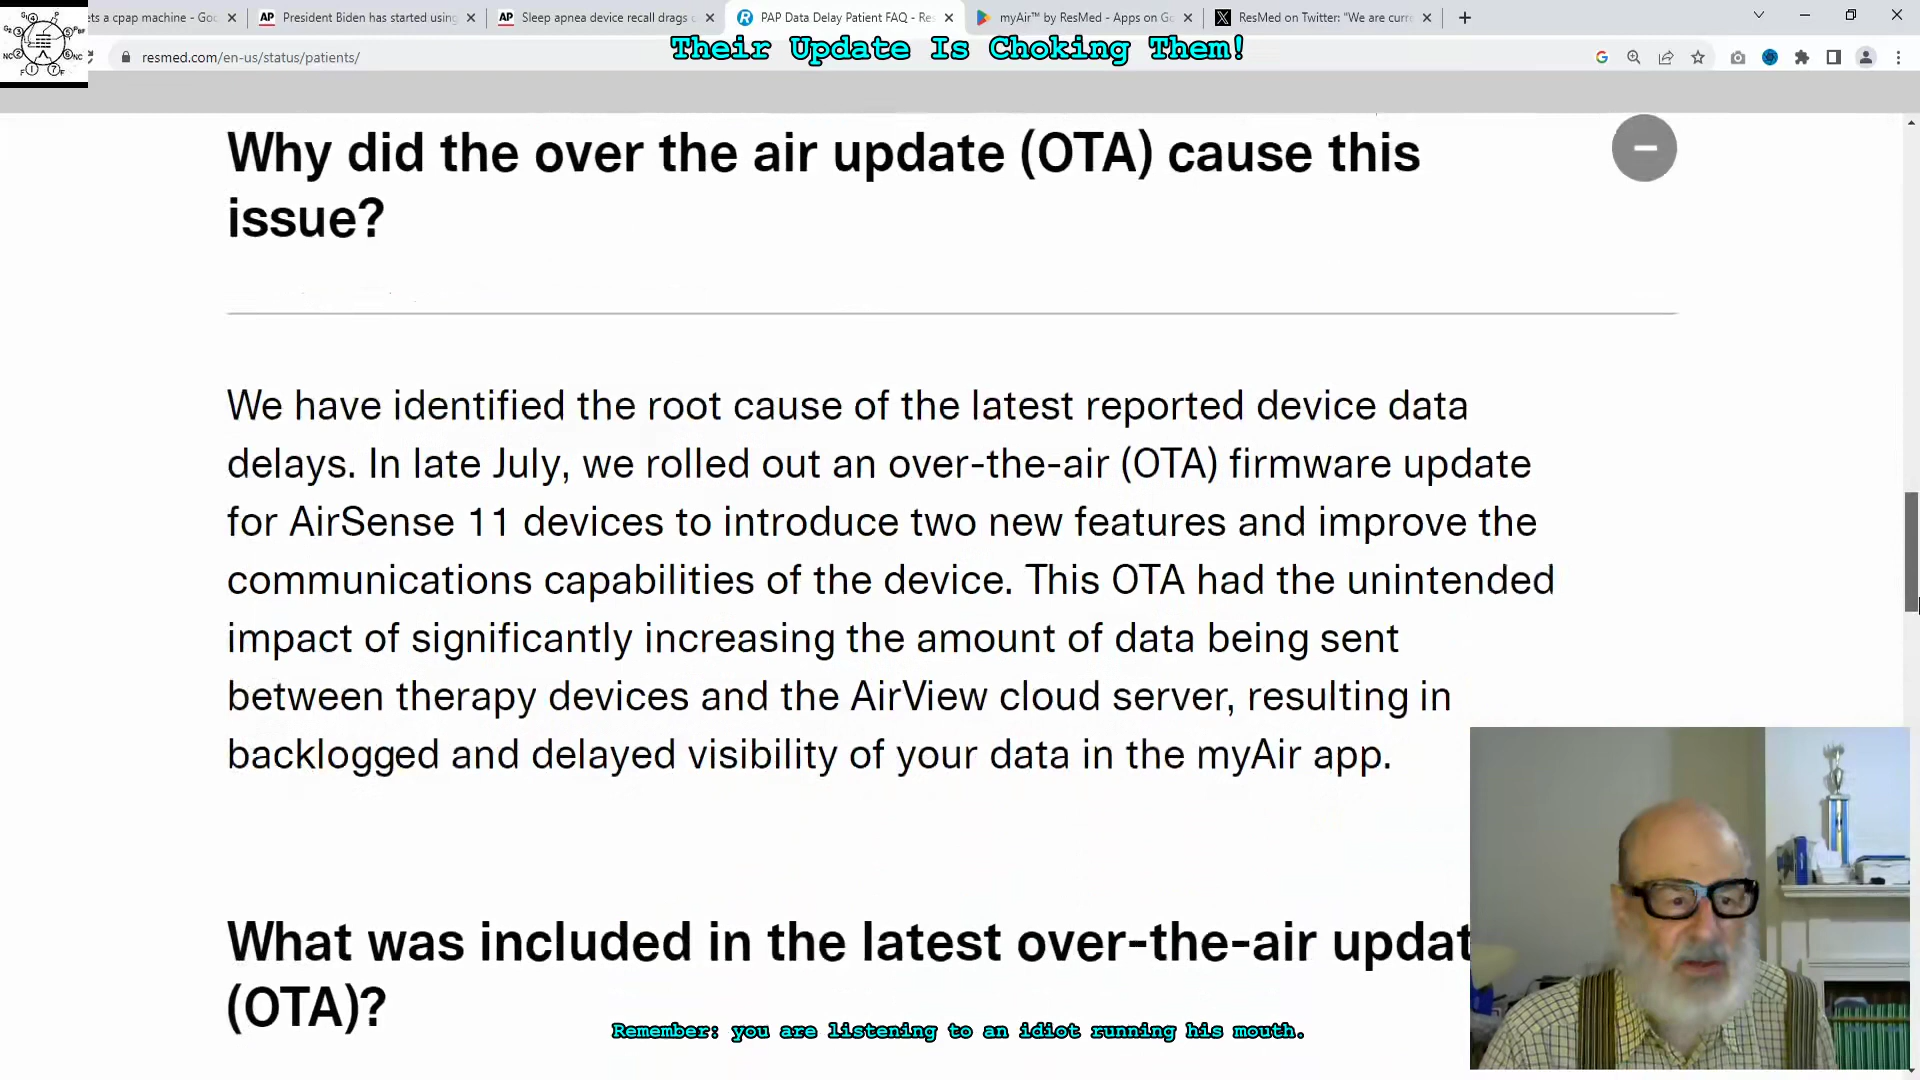 ets a cpap machine - Goo
President Biden has started using
Sleep apnea device recall drags o
PAP Data Delay Patient FAQ - Res
myAir™ by ResMed - Apps on Go
ResMed on Twitter: "We are curre
Their Update Is Choking Them!
resmed.com/en-us/status/patients/
Why did the over the air update (OTA) cause this
issue?
We have identified the root cause of the latest reported device data
delays. In late July, we rolled out an over-the-air (OTA) firmware update
for AirSense 11 devices to introduce two new features and improve the
communications capabilities of the device. This OTA had the unintended
impact of significantly increasing the amount of data being sent
between therapy devices and the AirView cloud server, resulting in
backlogged and delayed visibility of your data in the myAir app.
What was included in the latest over-the-air updat
(OTA)?
Remember: you are listening to an idiot running his mouth.